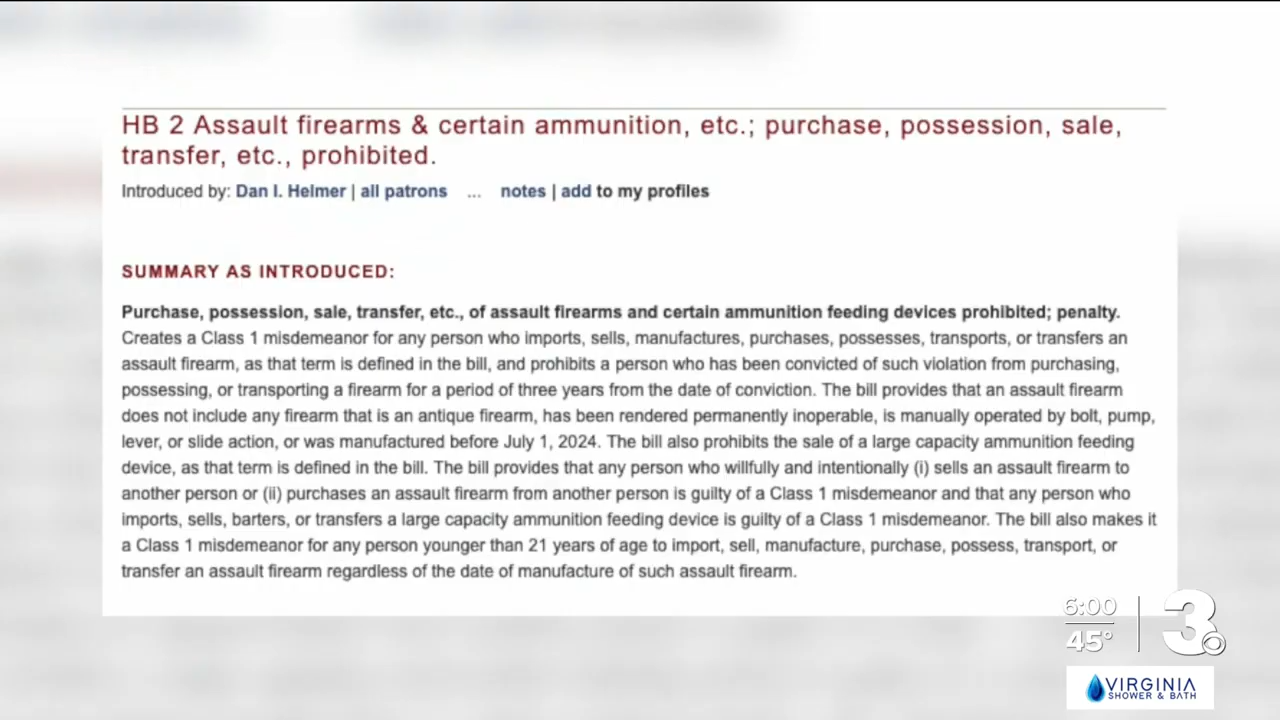 HB 2 Assault firearms & certain ammunition, etc.; purchase, possession, sale,
transfer, etc., prohibited.
Introduced by: Dan I. Helmer | all patrons ... notes | add to my profiles
SUMMARY AS INTRODUCED:
Purchase, possession, sale, transfer, etc., of assault firearms and certain ammunition feeding devices prohibited; penalty.
Creates a Class 1 misdemeanor for any person who imports, sells, manufactures, purchases, possesses, transports, or transfers an
assault firearm, as that term is defined in the bill, and prohibits a person who has been convicted of such violation from purchasing,
possessing, or transporting a firearm for a period of three years from the date of conviction. The bill provides that an assault firearm
does not include any firearm that is an antique firearm, has been rendered permanently inoperable, is manually operated by bolt, pump,
lever, or slide action, or was manufactured before July 1, 2024. The bill also prohibits the sale of a large capacity ammunition feeding
device, as that term is defined in the bill. The bill provides that any person who willfully and intentionally (i) sells an assault firearm to
another person or (ii) purchases an assault firearm from another person is guilty of a Class 1 misdemeanor and that any person who
imports, sells, barters, or transfers a large capacity ammunition feeding device is guilty of a Class 1 misdemeanor. The bill also makes it
a Class 1 misdemeanor for any person younger than 21 years of age to import, sell, manufacture, purchase, possess, transport, or
transfer an assault firearm regardless of the date of manufacture of such assault firearm.
6:00
45°
3
VIRGINIA
SHOWER & BATH